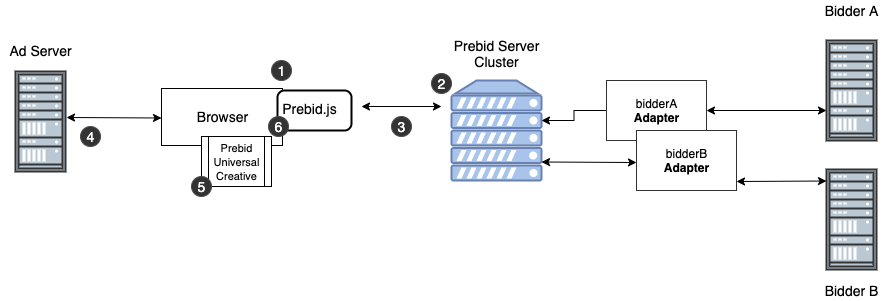 Bidder A
Ad Server
Prebid Server
Cluster
1
2
Browser
Prebid.js
bidderA
Adapter
6
3
4
Prebid
Universal
Creative
5
bidderB
Adapter
Bidder B